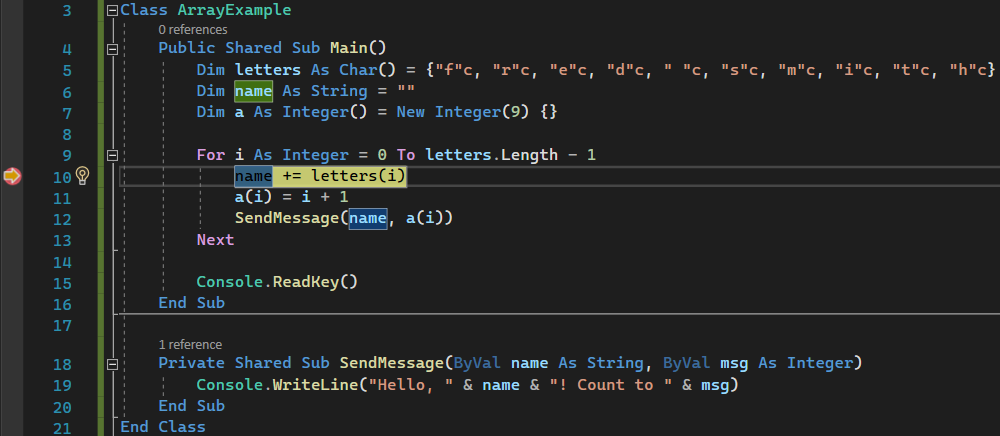 3 Class ArrayExample
0 references
4 Public Shared Sub Main()
5 Dim letters As Char() = {"f"c, "r"c, "e"c, "d"c, " "c, "s"c, "m"c, "i"c, "t"c, "h"c}
6 Dim name As String = ""
7 Dim a As Integer() = New Integer(9) {}
8
9 For i As Integer = 0 To letters.Length - 1
10 name += letters(i)
11 a(i) = i + 1
12 SendMessage(name, a(i))
13 Next
14
15 Console.ReadKey()
16 End Sub
17
1 reference
18 Private Shared Sub SendMessage(ByVal name As String, ByVal msg As Integer)
19 Console.WriteLine("Hello, " & name & "! Count to " & msg)
20 End Sub
21 End Class